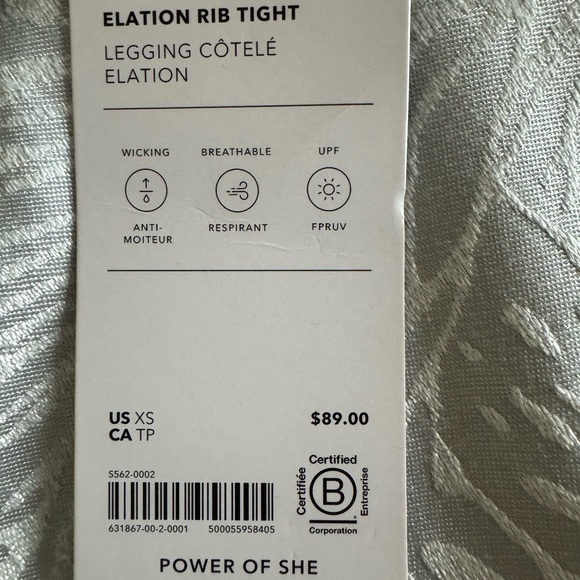 ELATION RIB TIGHT
LEGGING CÔTELÉ
ELATION
WICKING BREATHABLE UPF
ANTI-
MOITEUR
RESPIRANT
FPRUV
US XS
CA TP
$89.00
S562-0002
631867-00-2-0001 500055958405
Certified
Certifiée
B
Entreprise
Corporation
POWER OF SHE